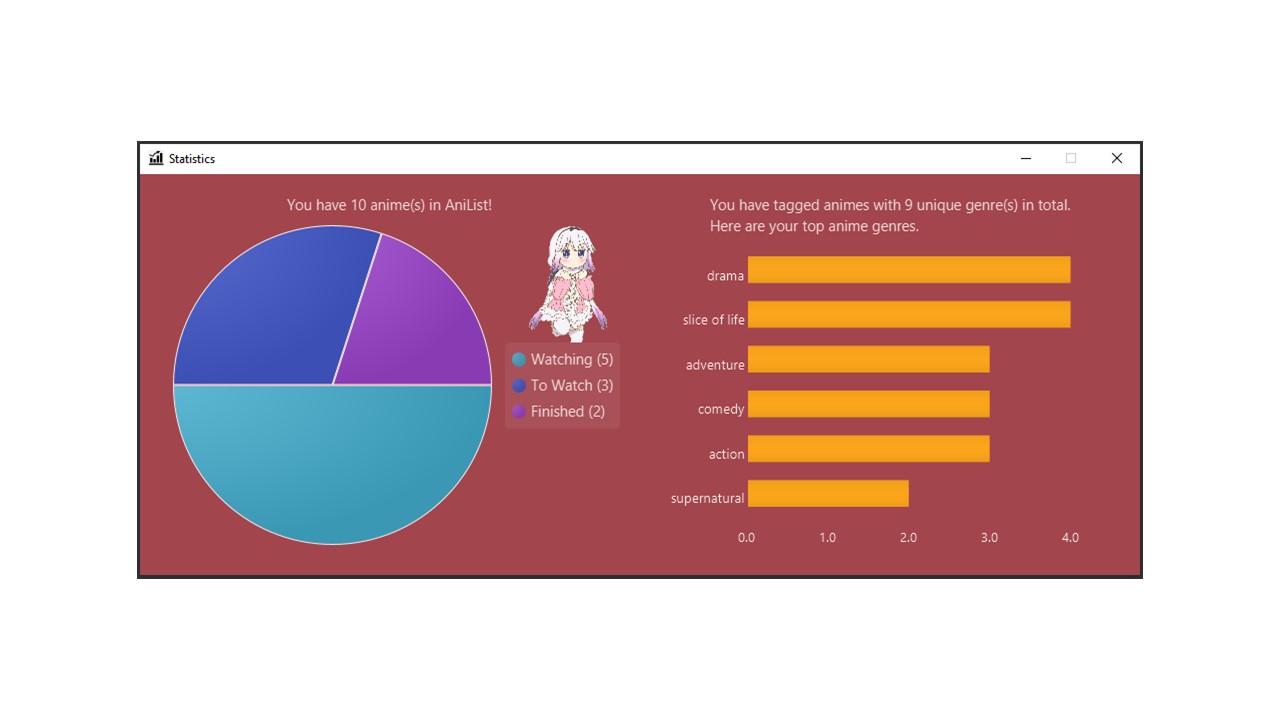 Statistics
You have 10 anime(s) in AniList!
Watching (5)
To Watch (3)
Finished (2)
You have tagged animes with 9 unique genre(s) in total.
Here are your top anime genres.
drama
slice of life
adventure
comedy
action
supernatural
0.0 1.0 2.0 3.0 4.0